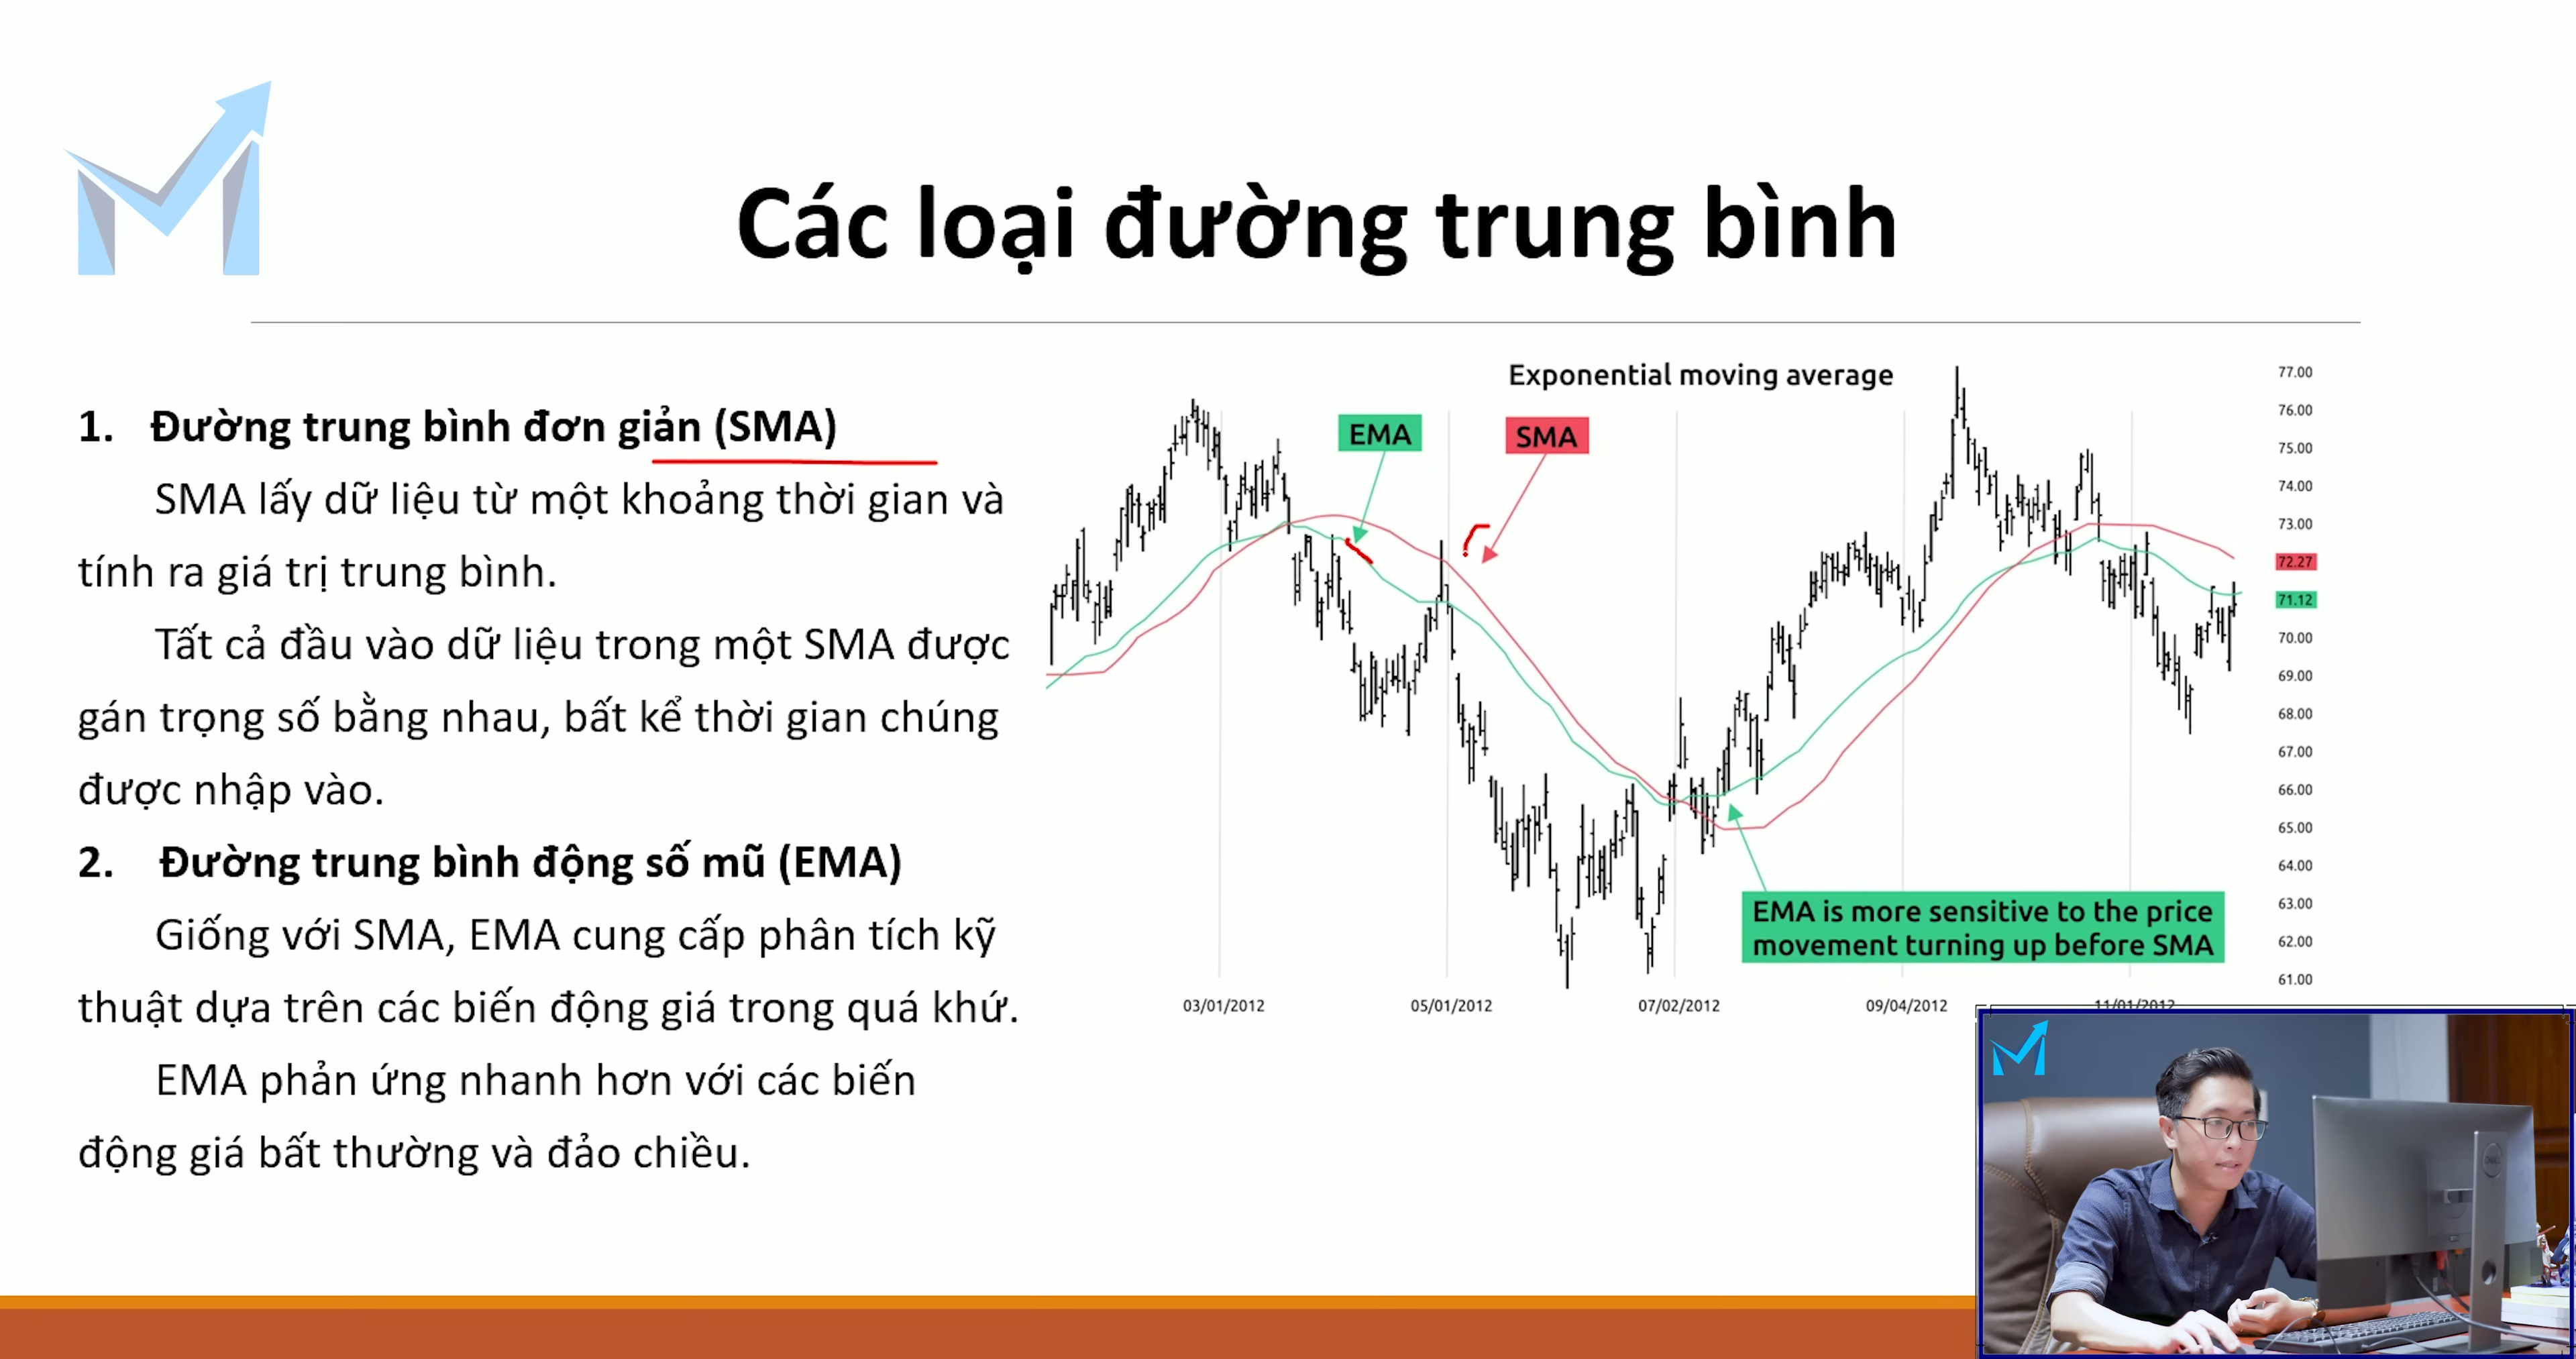 Các loại đường trung bình
1. Đường trung bình đơn giản (SMA)
SMA lấy dữ liệu từ một khoảng thời gian và
tính ra giá trị trung bình.
Tất cả đầu vào dữ liệu trong một SMA được
gán trọng số bằng nhau, bất kể thời gian chúng
được nhập vào.
2. Đường trung bình động số mũ (EMA)
Giống với SMA, EMA cung cấp phân tích kỹ
thuật dựa trên các biến động giá trong quá khứ.
EMA phản ứng nhanh hơn với các biến
động giá bất thường và đảo chiều.
Exponential moving average
EMA
SMA
EMA is more sensitive to the price
movement turning up before SMA
77.00
76.00
75.00
74.00
73.00
72.27
71.12
70.00
69.00
68.00
67.00
66.00
65.00
64.00
63.00
62.00
61.00
03/01/2012
05/01/2012
07/02/2012
09/04/2012
11/01/2012
DELL